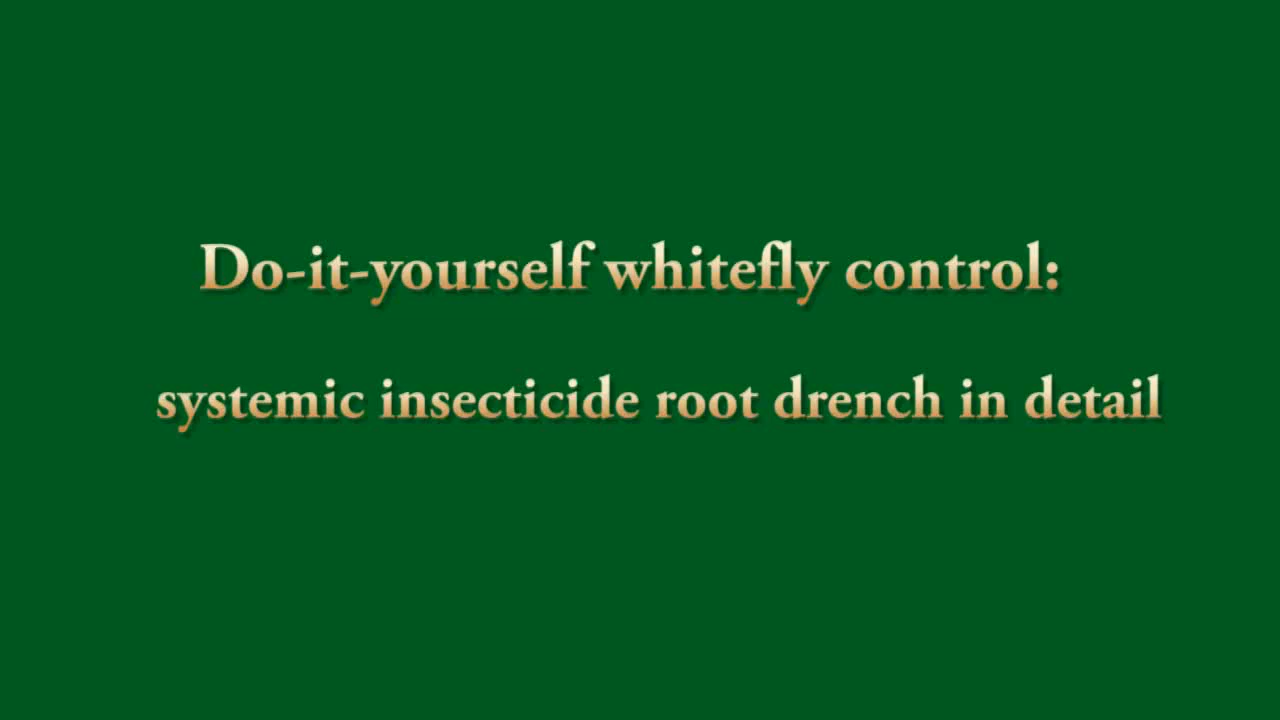 Do-it-yourself whitefly control:
systemic insecticide root drench in detail